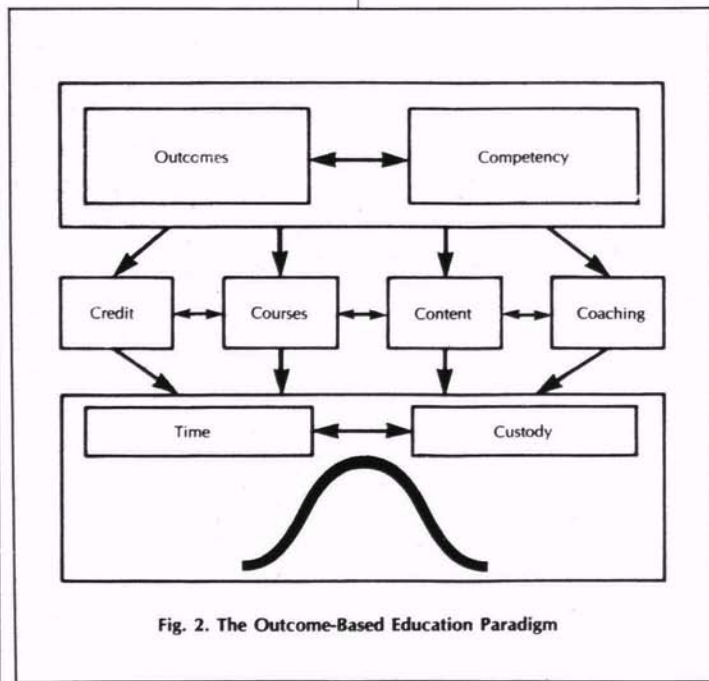 Outcomes Competency
Credit Courses Content Coaching
Time Custody
Fig. 2. The Outcome-Based Education Paradigm